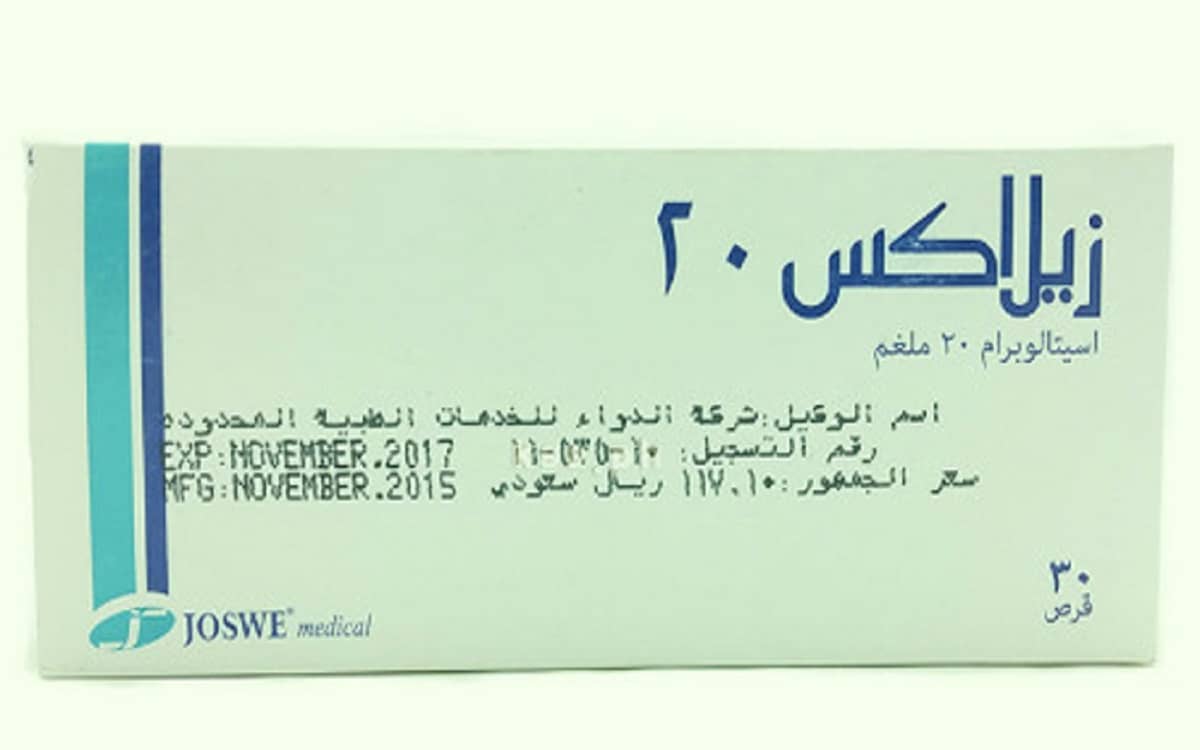 زيلاكس ٢٠
اسيتالوبرام ٢٠ ملغم
اسم الوكيل:شركة الدواء للخدمات الطبية المحدوده
رقم التسجيل:
EXP:NOVEMBER.2017
سعر الجمهور:١١٧.١٠ ريال سعودي
MFG:NOVEMBER.2015
٣٠
قرص
JOSWE® medical